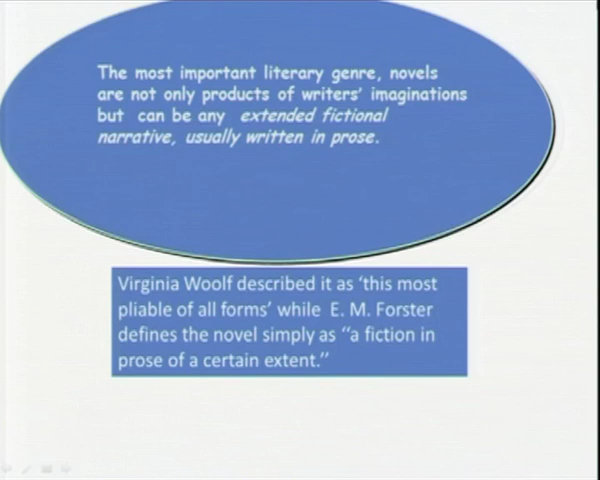 The most important literary genre, novels
are not only products of writers' imaginations
but can be any extended fictional
narrative, usually written in prose.
Virginia Woolf described it as ‘this most
pliable of all forms’ while E. M. Forster
defines the novel simply as “a fiction in
prose of a certain extent.”